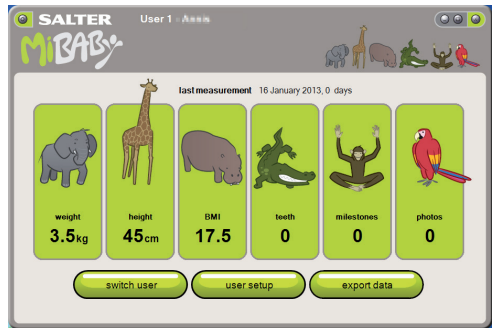 SALTER User 1 -
MiBABY
last measurement 16 January 2013, 0 days
weight height BMI teeth milestones photos
3.5kg 45cm 17.5 0 0 0
switch user user setup export data